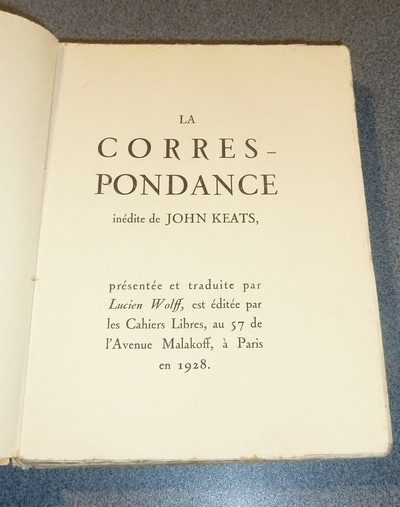 LA
CORRES-
PONDANCE
inédite de JOHN KEATS,
présentée et traduite par
Lucien Wolff, est éditée par
les Cahiers Libres, au 57 de
l'Avenue Malakoff, à Paris
en 1928.